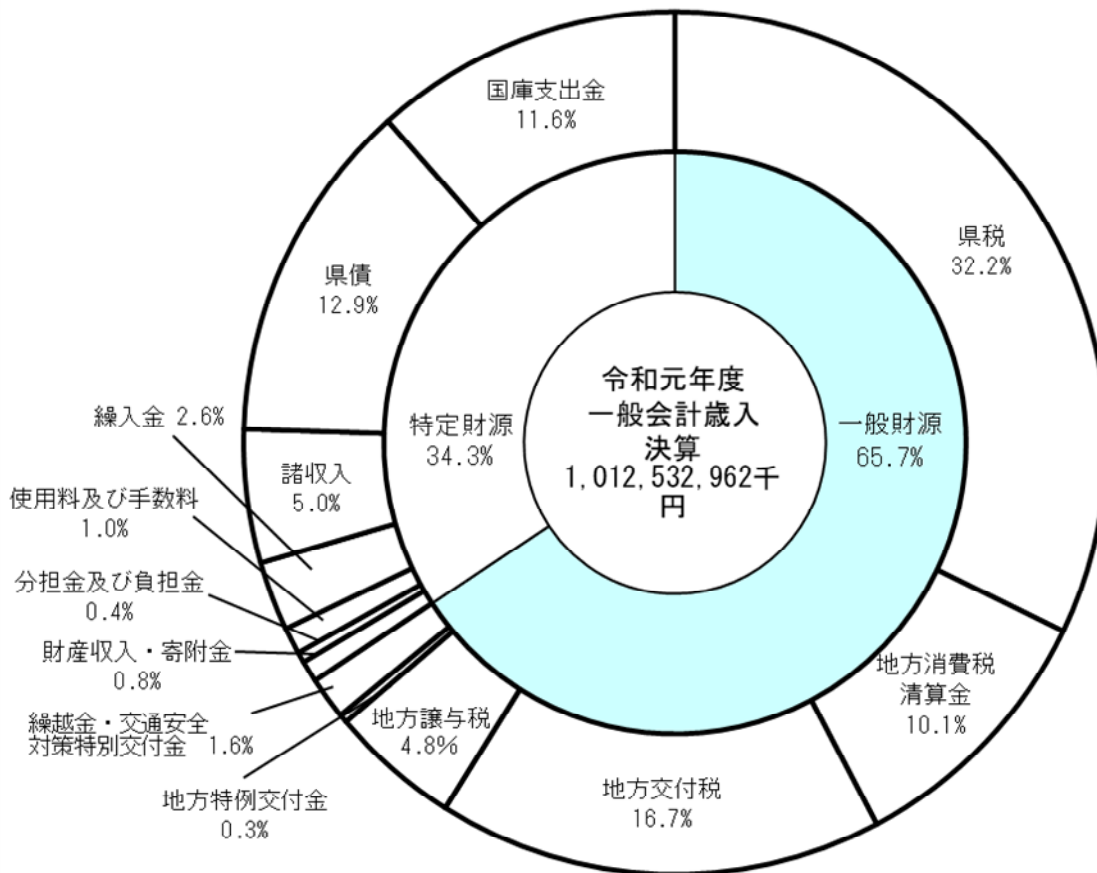 令和元年度
一般会計歳入
決算
1,012,532,962千
円
一般財源
65.7%
特定財源
34.3%
県税
32.2%
地方消費税
清算金
10.1%
地方交付税
16.7%
地方譲与税
4.8%
地方特例交付金
0.3%
繰越金・交通安全
対策特別交付金 1.6%
財産収入・寄附金
0.8%
分担金及び負担金
0.4%
使用料及び手数料
1.0%
繰入金 2.6%
諸収入
5.0%
県債
12.9%
国庫支出金
11.6%